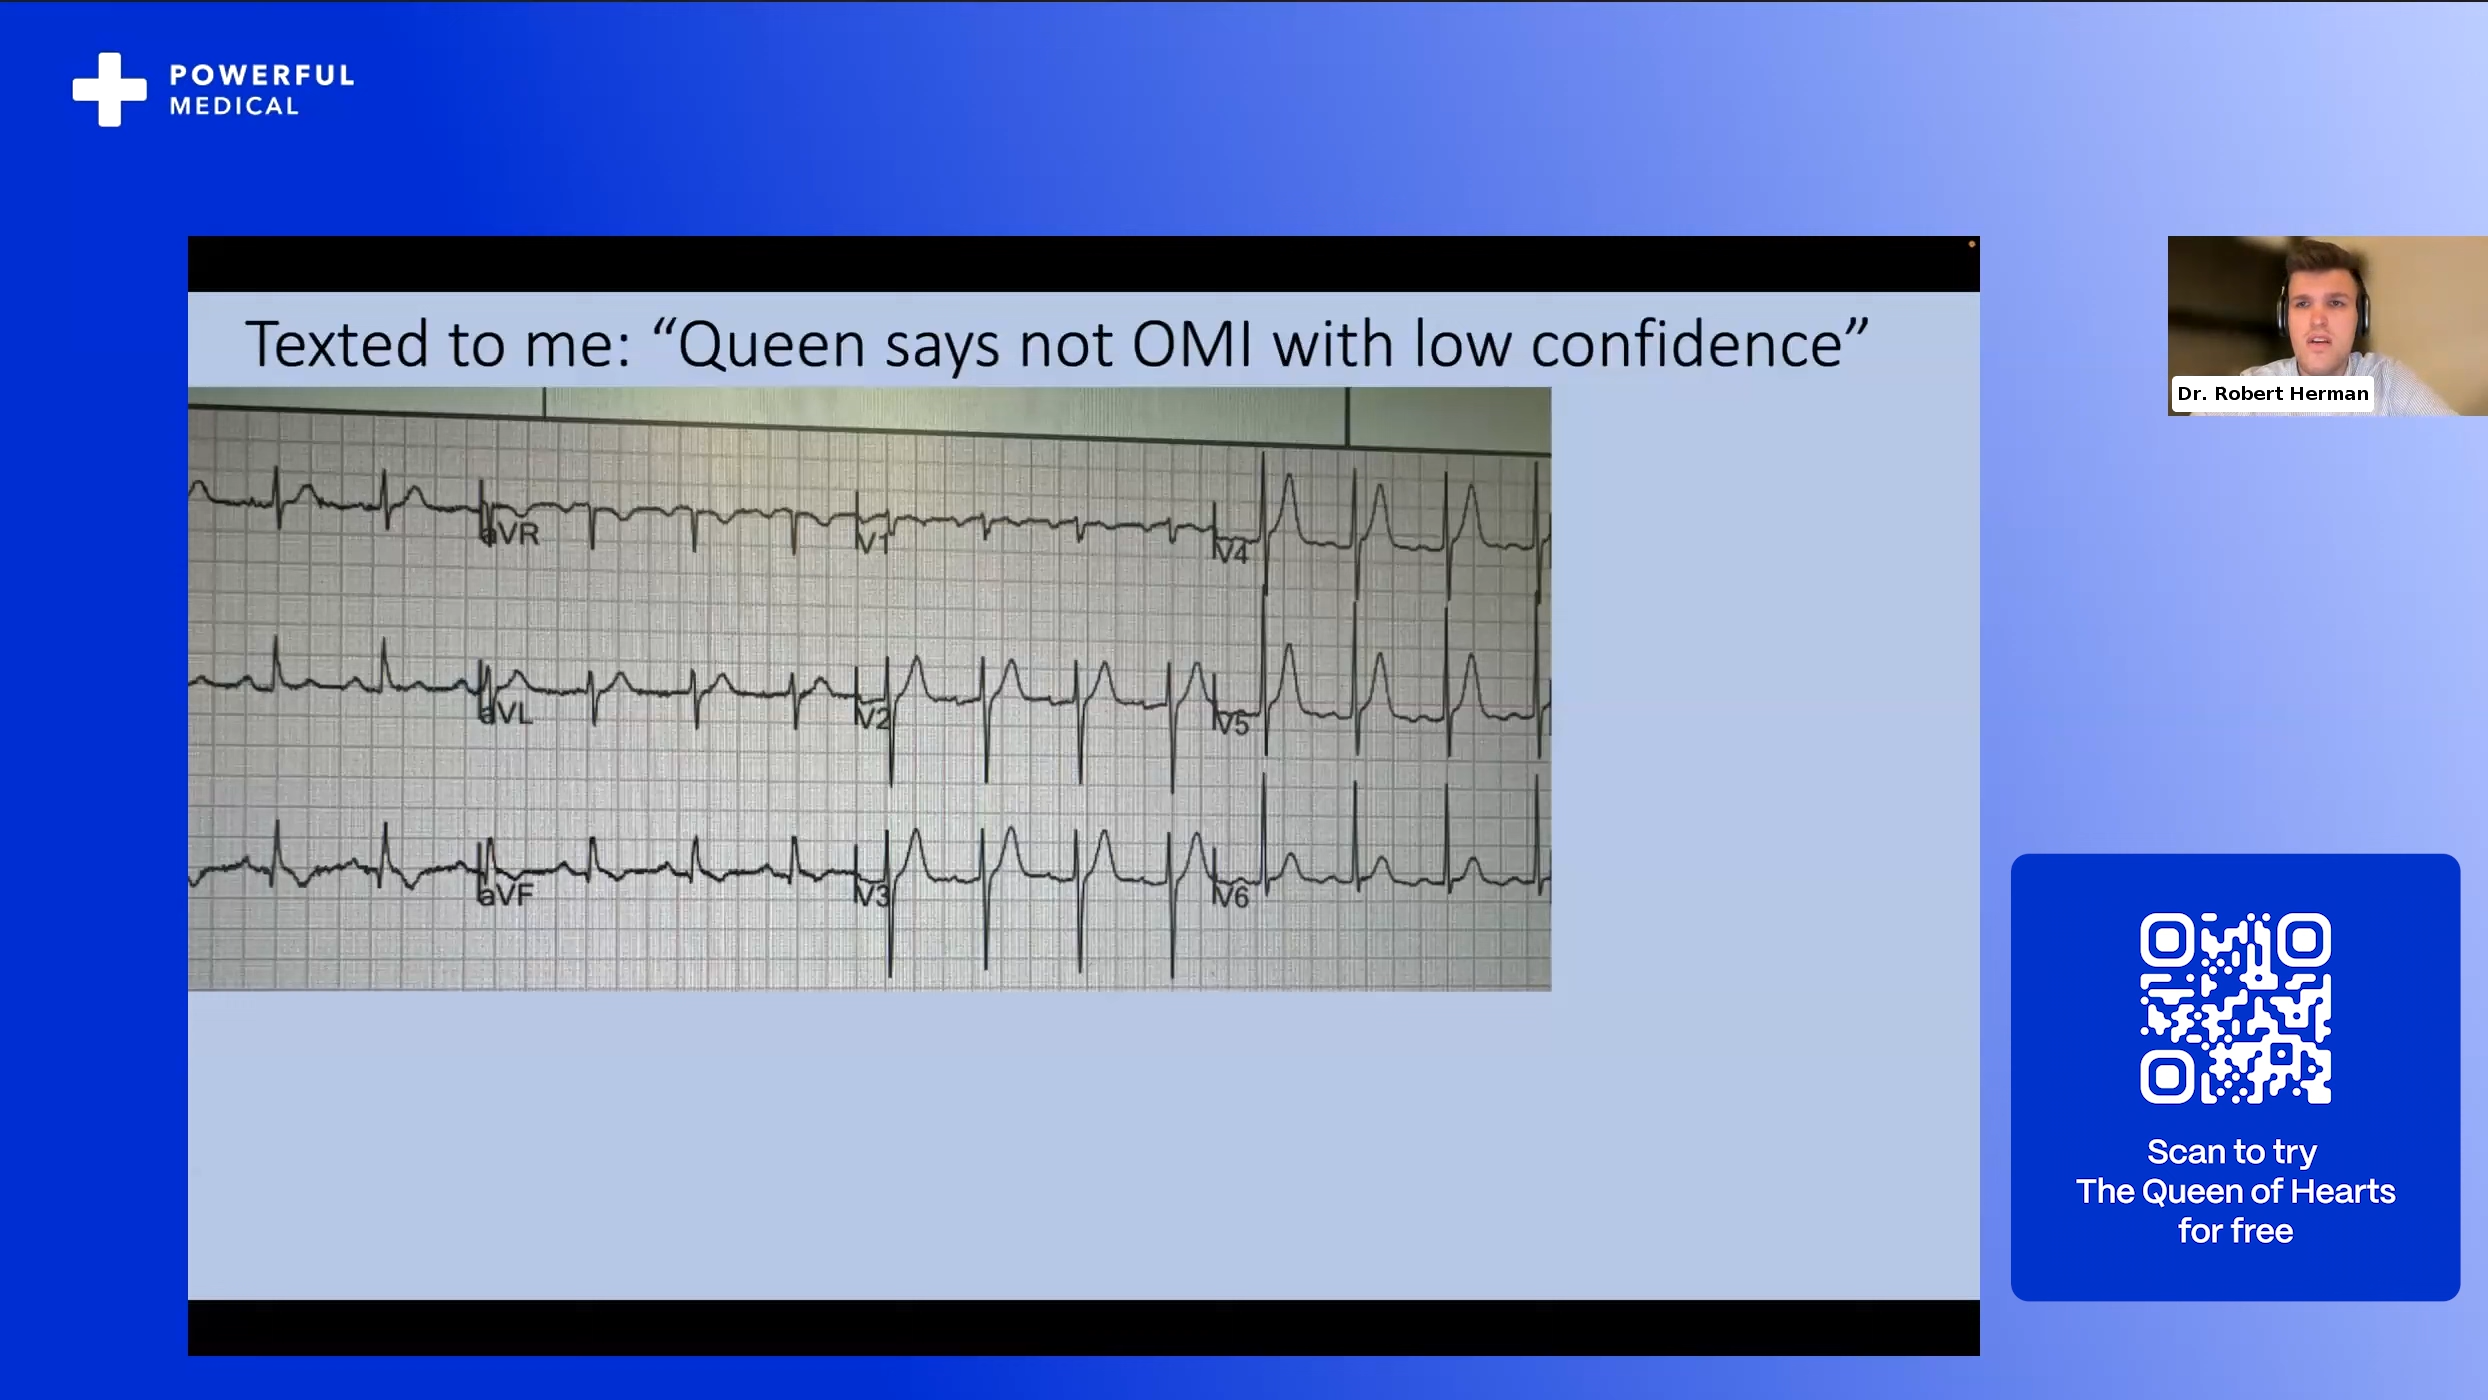 POWERFUL
MEDICAL
Texted to me: “Queen says not OMI with low confidence”
aVR
V1
V4
aVL
V2
V5
aVF
V3
V6
Dr. Robert Herman
Scan to try
The Queen of Hearts
for free